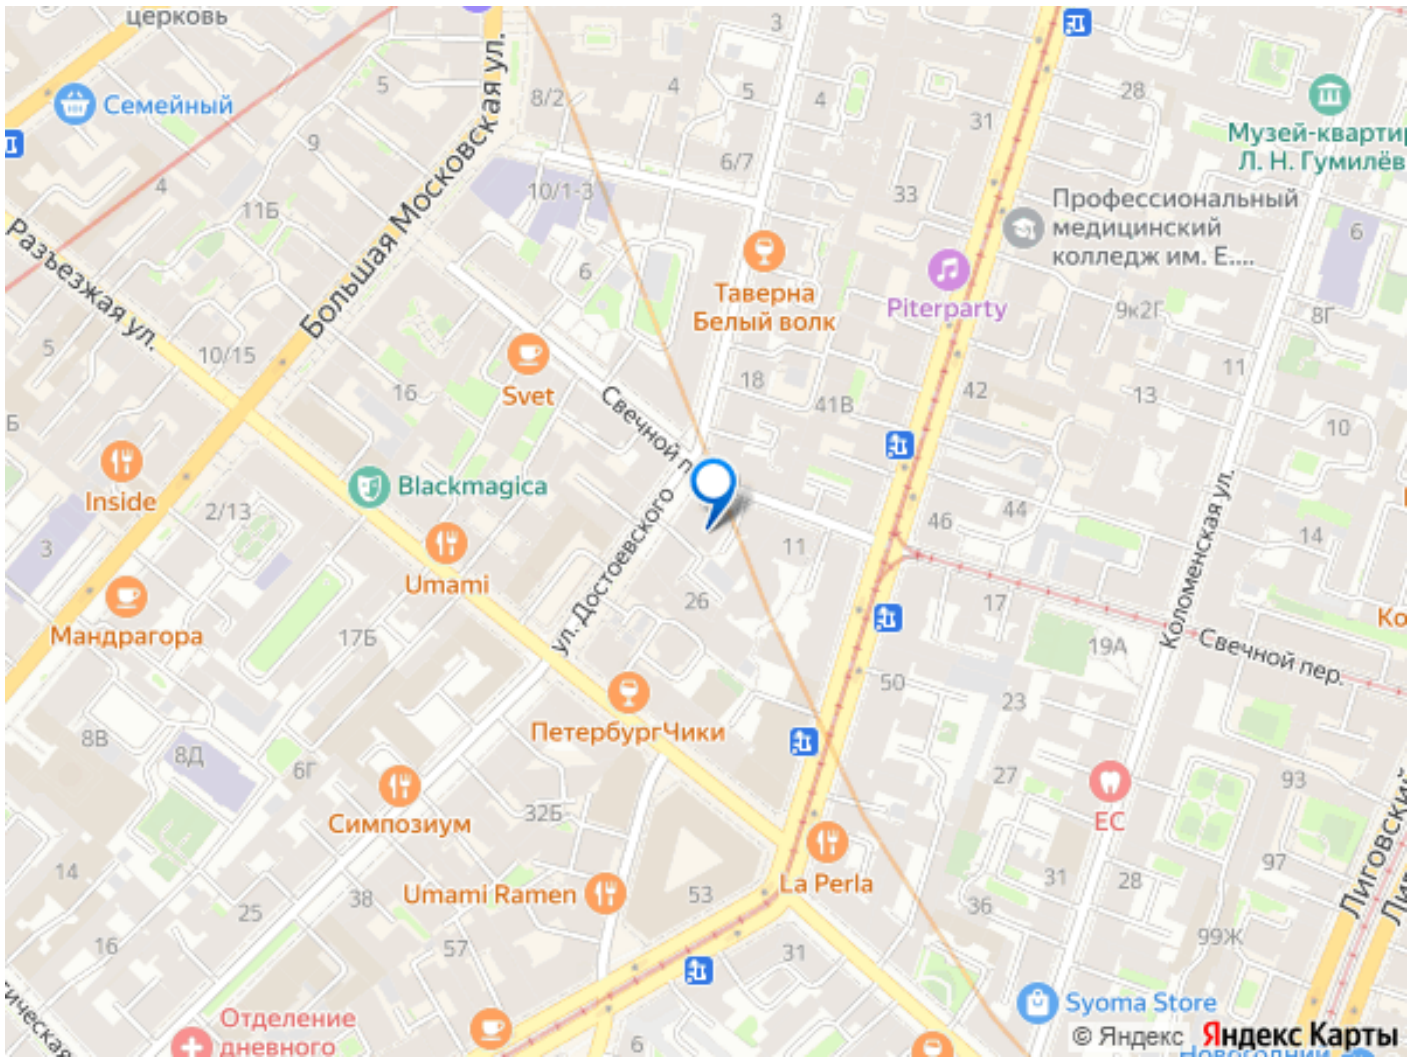 церковь
Семейный
5
9
4
11Б
Большая Московская ул.
Разъезжая ул.
5
10/15
8/2
4
3
5
4
6/7
10/1-3
6
31
28
33
Музей-квартир
Л. Н. Гумилёв
Профессиональный
медицинский
колледж им. Е....
6
Таверна
Белый волк
Piterparty
9к2Г
8Г
11
Svet
16
18
41В
42
13
10
Свечной п
Б
Inside
Blackmagica
2/13
3
Umami
ул. Достоевского
11
26
46
44
14
Коломенская ул.
Мандрагора
17Б
17
19А
Свечной пер.
Ко
50
23
ПетербургЧики
8В
8Д
6Г
Симпозиум
32Б
27
ЕС
93
La Perla
97
Лиговский
Ли
14
Umami Ramen
53
38
25
57
16
31
28
36
31
99Ж
Syoma Store
ическая
Отделение
дневного
6
© Яндекс Яндекс Карты
Новогодний